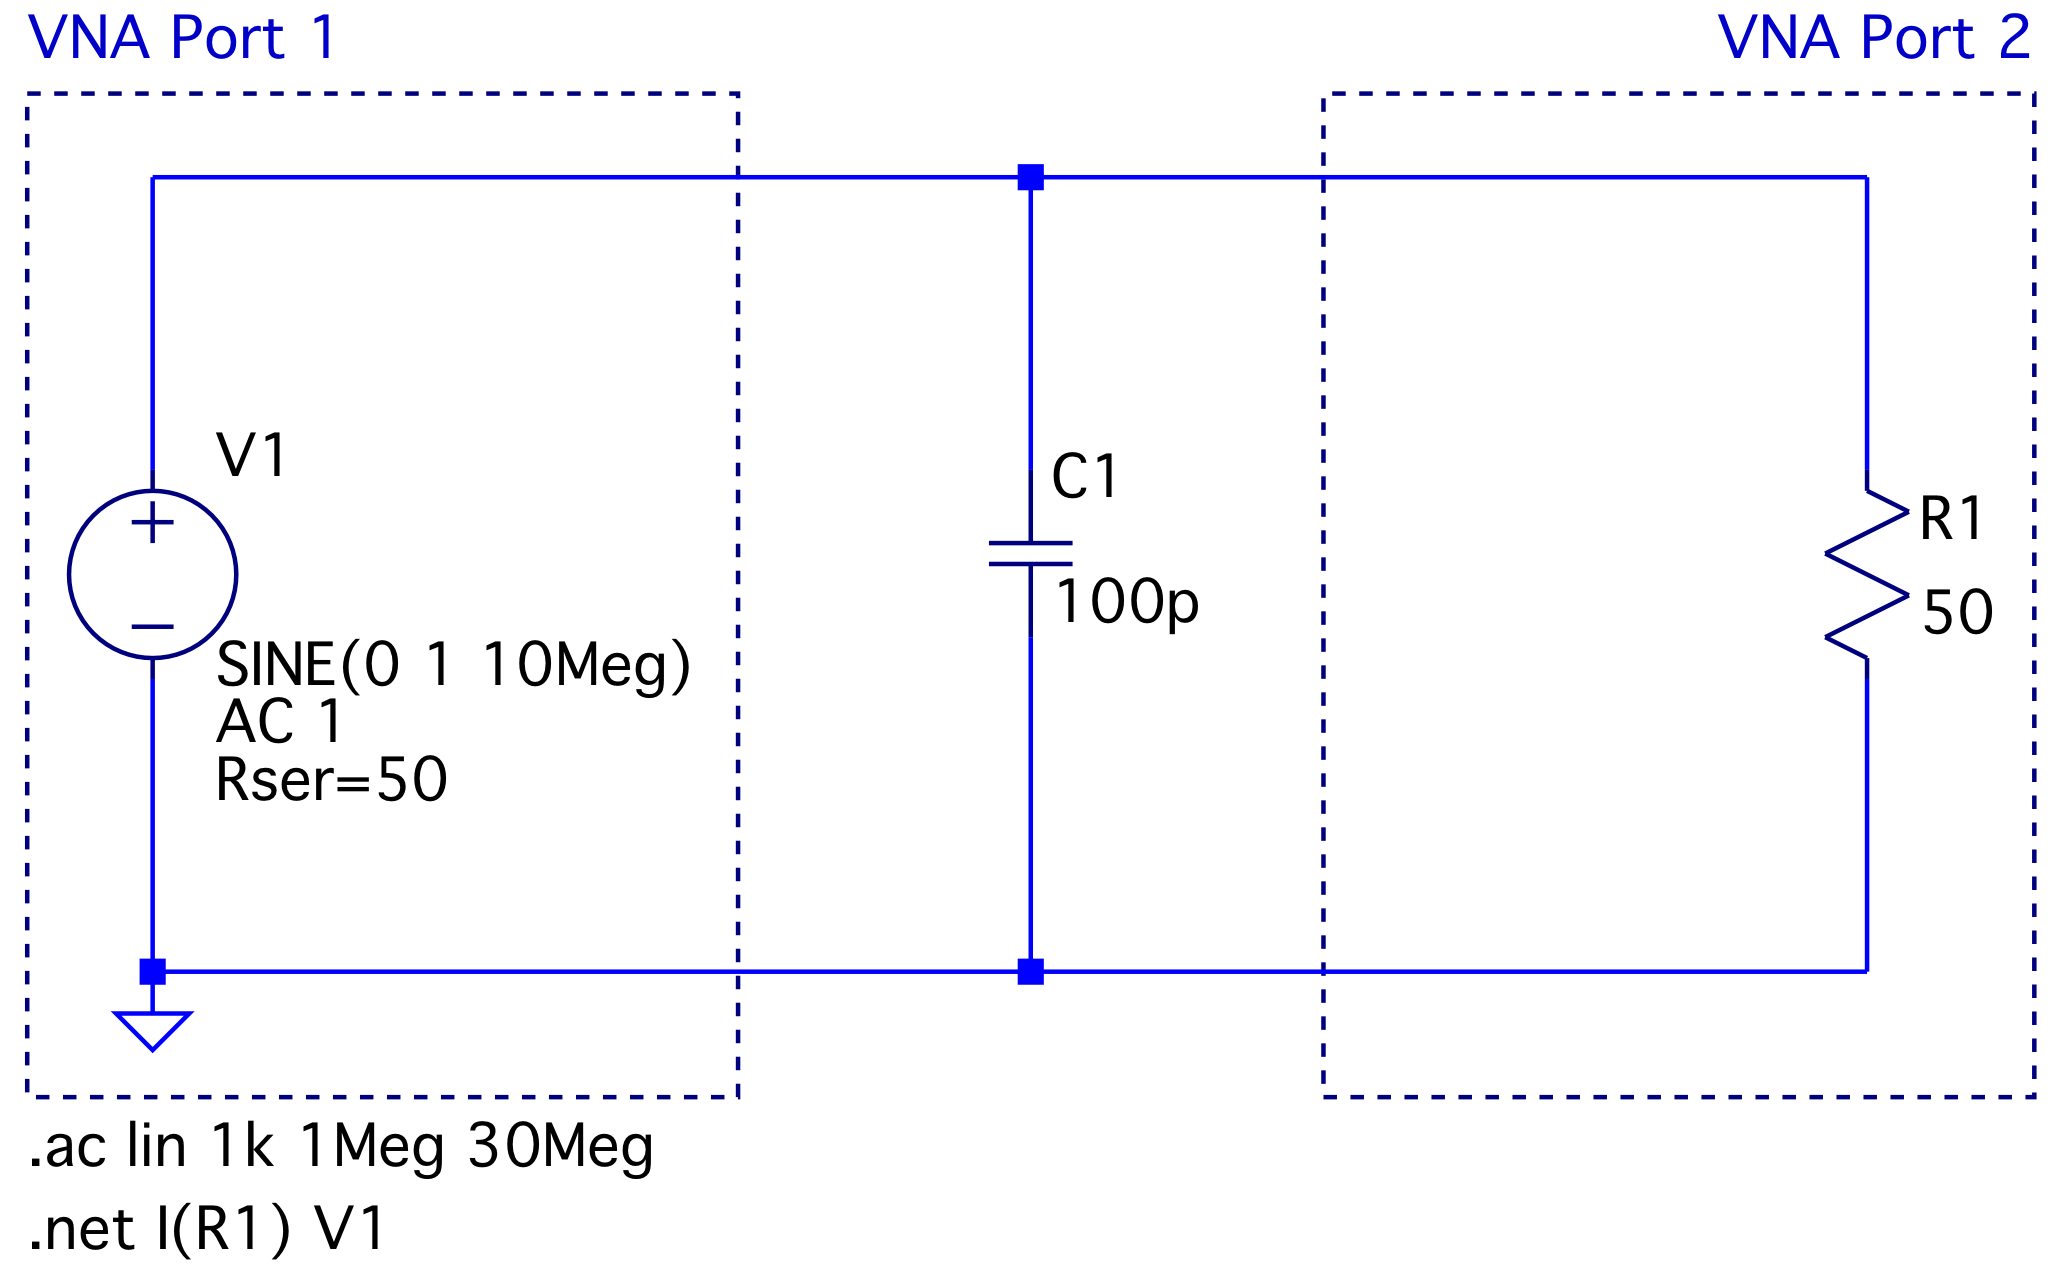 VNA Port 1
VNA Port 2
V1
SINE(0 1 10Meg)
AC 1
Rser=50
C1
100p
R1
50
.ac lin 1k 1Meg 30Meg
.net I(R1) V1